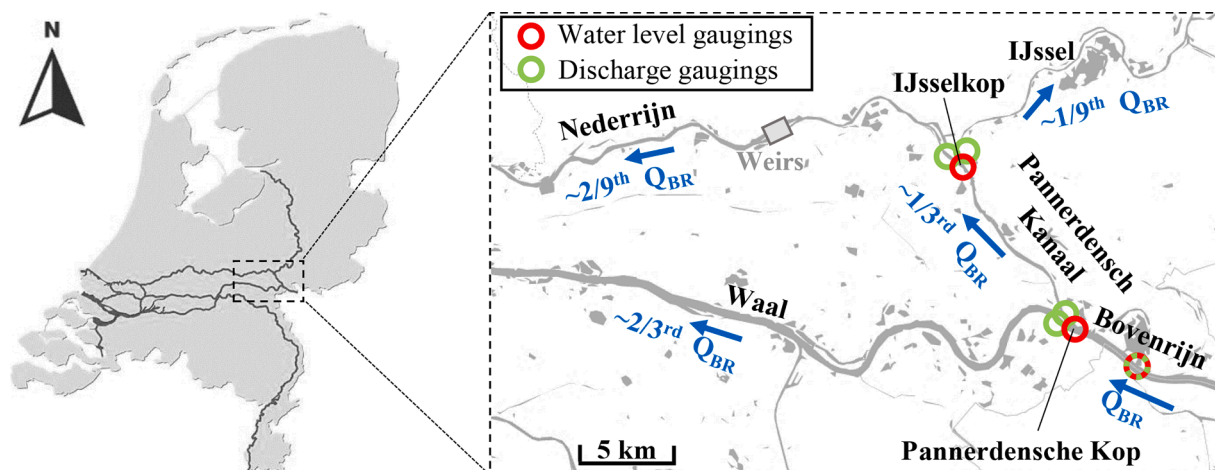 N
Water level gaugings
Discharge gaugings
IJssel
IJsselkop
~1/9th QBR
Nederrijn
Weirs
~2/9th QBR
Pannerdensch
Kanaal
~1/3rd QBR
Waal
~2/3rd QBR
Bovenrijn
QBR
Pannerdensche Kop
5 km